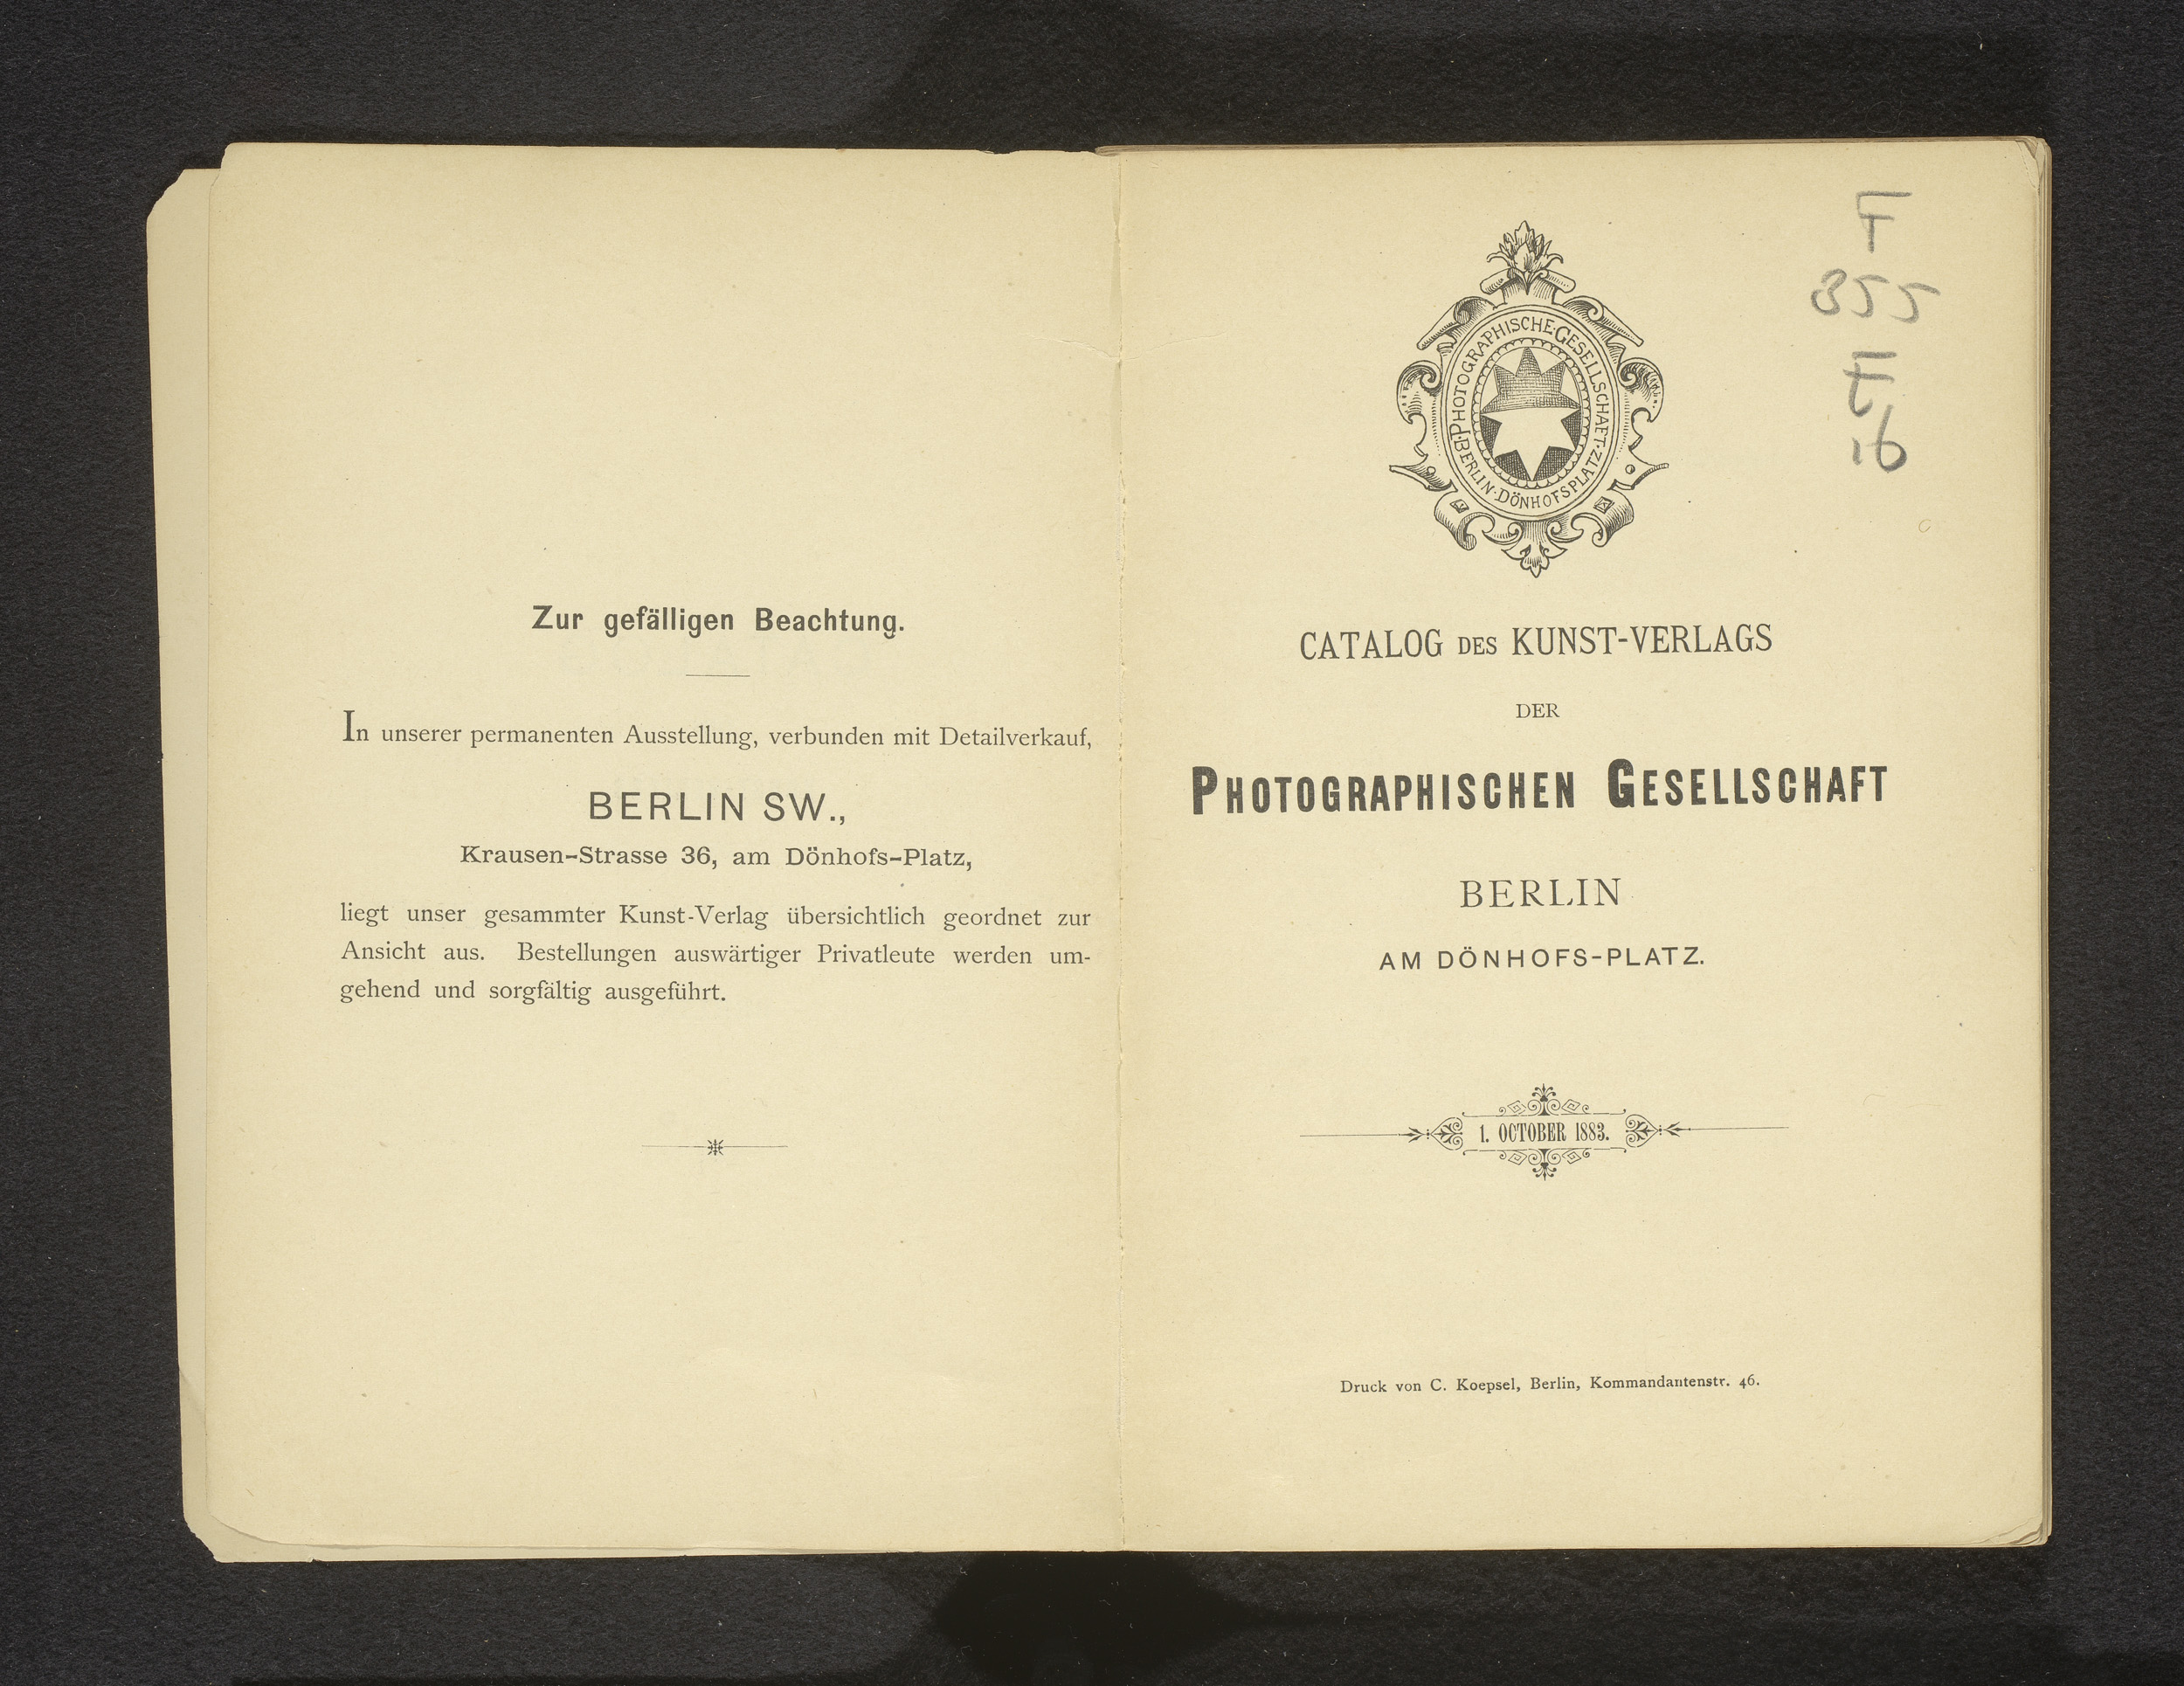 Zur gefälligen Beachtung.
In unserer permanenten Ausstellung, verbunden mit Detailverkauf,
BERLIN SW.,
Krausen-Strasse 36, am Dönhofs-Platz,
liegt unser gesammter Kunst-Verlag übersichtlich geordnet zur
Ansicht aus. Bestellungen auswärtiger Privatleute werden um-
gehend und sorgfältig ausgeführt.
F
355
F
16
PHOTOGRAPHISCHE·GESELLSCHAFT·
BERLIN·DÖNHOFSPLATZ·
CATALOG DES KUNST-VERLAGS
DER
PHOTOGRAPHISCHEN GESELLSCHAFT
BERLIN
AM DÖNHOFS-PLATZ.
1. OCTOBER 1883.
Druck von C. Koepsel, Berlin, Kommandantenstr. 46.